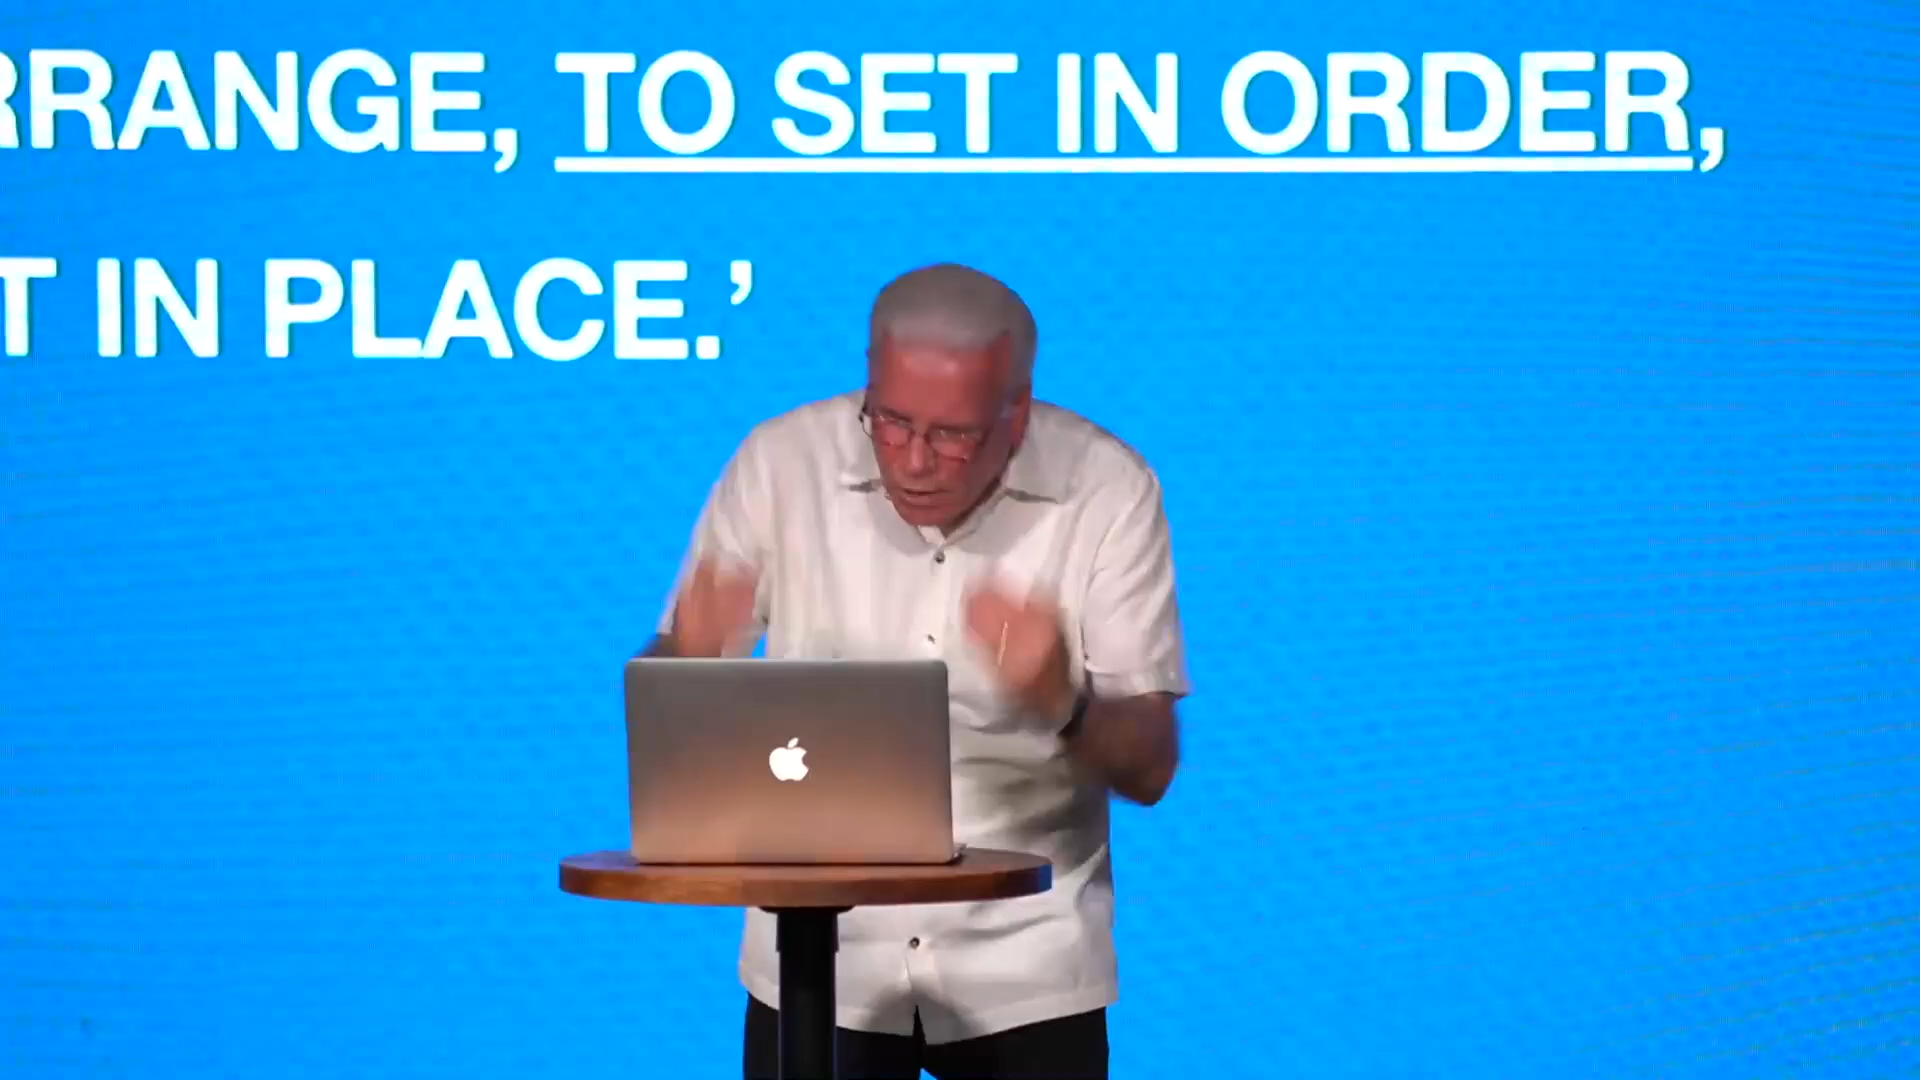 RRANGE, TO SET IN ORDER,
T IN PLACE.’